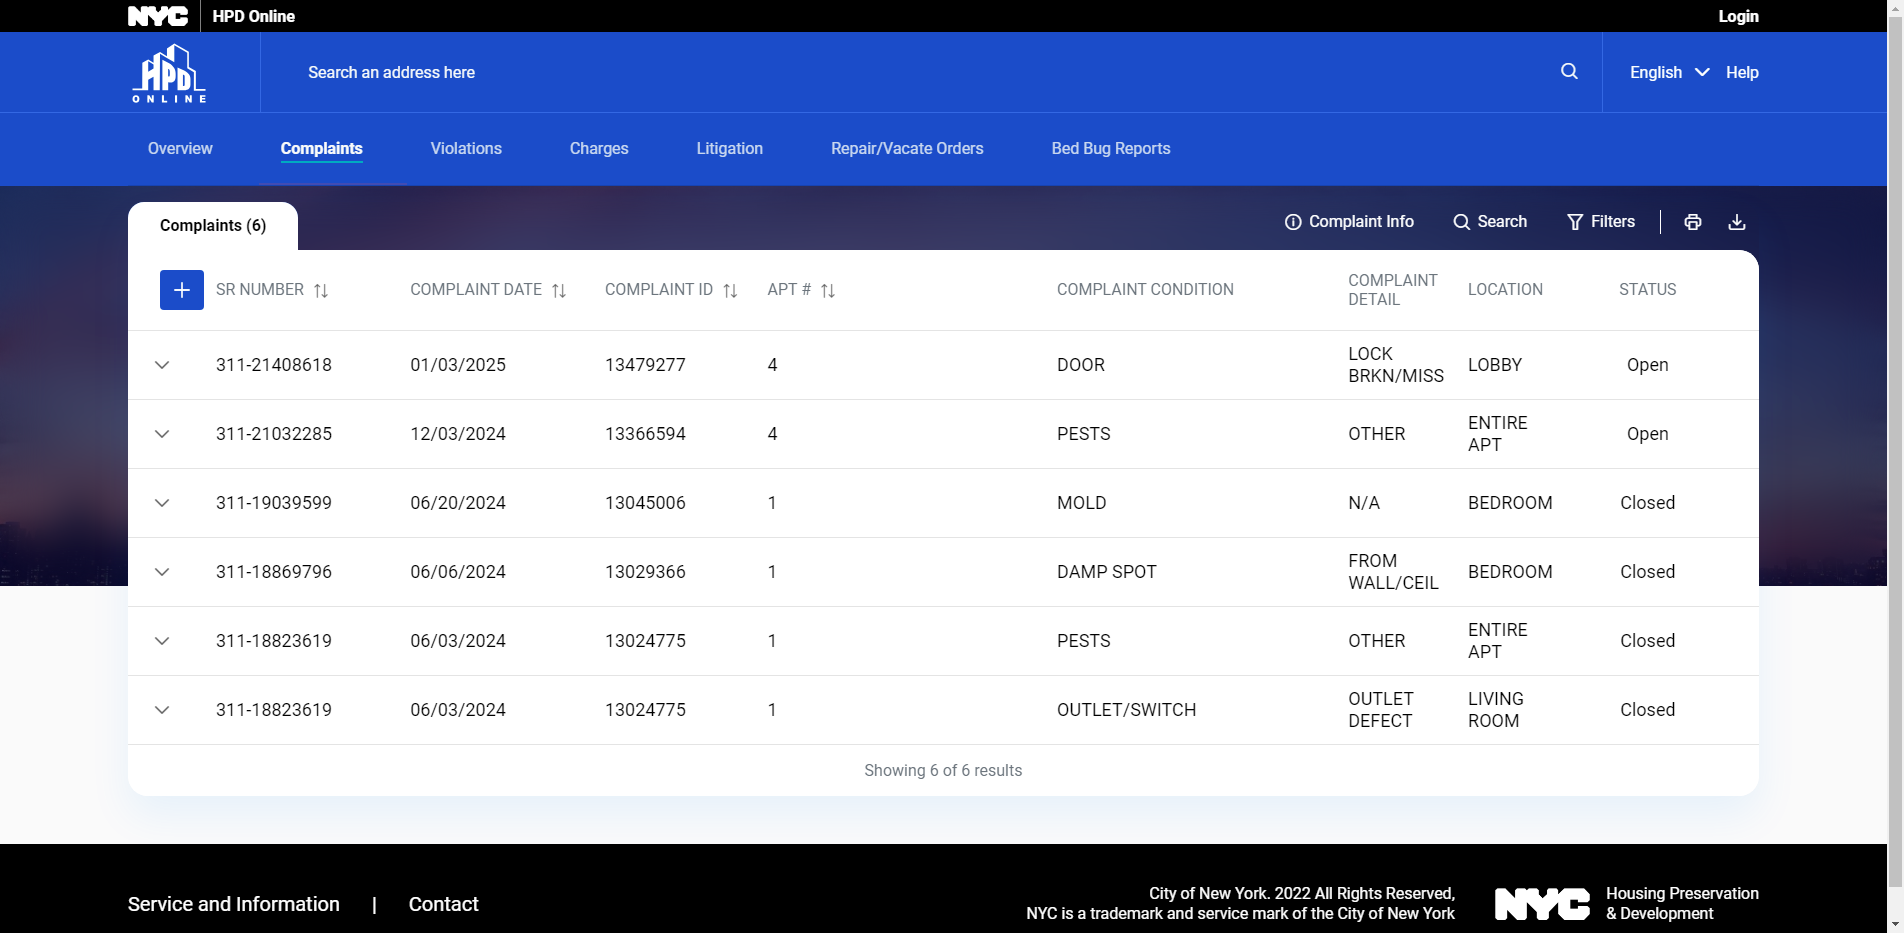 NYC HPD Online Login
HPD
ONLINE
Search an address here English Help
Overview Complaints Violations Charges Litigation Repair/Vacate Orders Bed Bug Reports
Complaints (6) Complaint Info Search Filters
SR NUMBER COMPLAINT DATE COMPLAINT ID APT # COMPLAINT CONDITION COMPLAINT DETAIL LOCATION STATUS
311-21408618 01/03/2025 13479277 4 DOOR LOCK BRKN/MISS LOBBY Open
311-21032285 12/03/2024 13366594 4 PESTS OTHER ENTIRE APT Open
311-19039599 06/20/2024 13045006 1 MOLD N/A BEDROOM Closed
311-18869796 06/06/2024 13029366 1 DAMP SPOT FROM WALL/CEIL BEDROOM Closed
311-18823619 06/03/2024 13024775 1 PESTS OTHER ENTIRE APT Closed
311-18823619 06/03/2024 13024775 1 OUTLET/SWITCH OUTLET DEFECT LIVING ROOM Closed
Showing 6 of 6 results
Service and Information | Contact
City of New York. 2022 All Rights Reserved,
NYC is a trademark and service mark of the City of New York
NYC
Housing Preservation
& Development